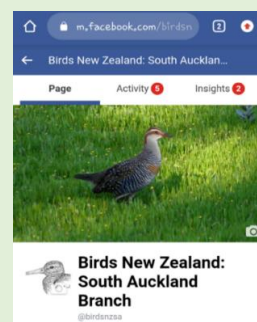 m.facebook.com/birdsn
2
Birds New Zealand: South Aucklan...
Page
Activity 5
Insights 2
Birds New Zealand:
South Auckland
Branch
@birdsnzsa